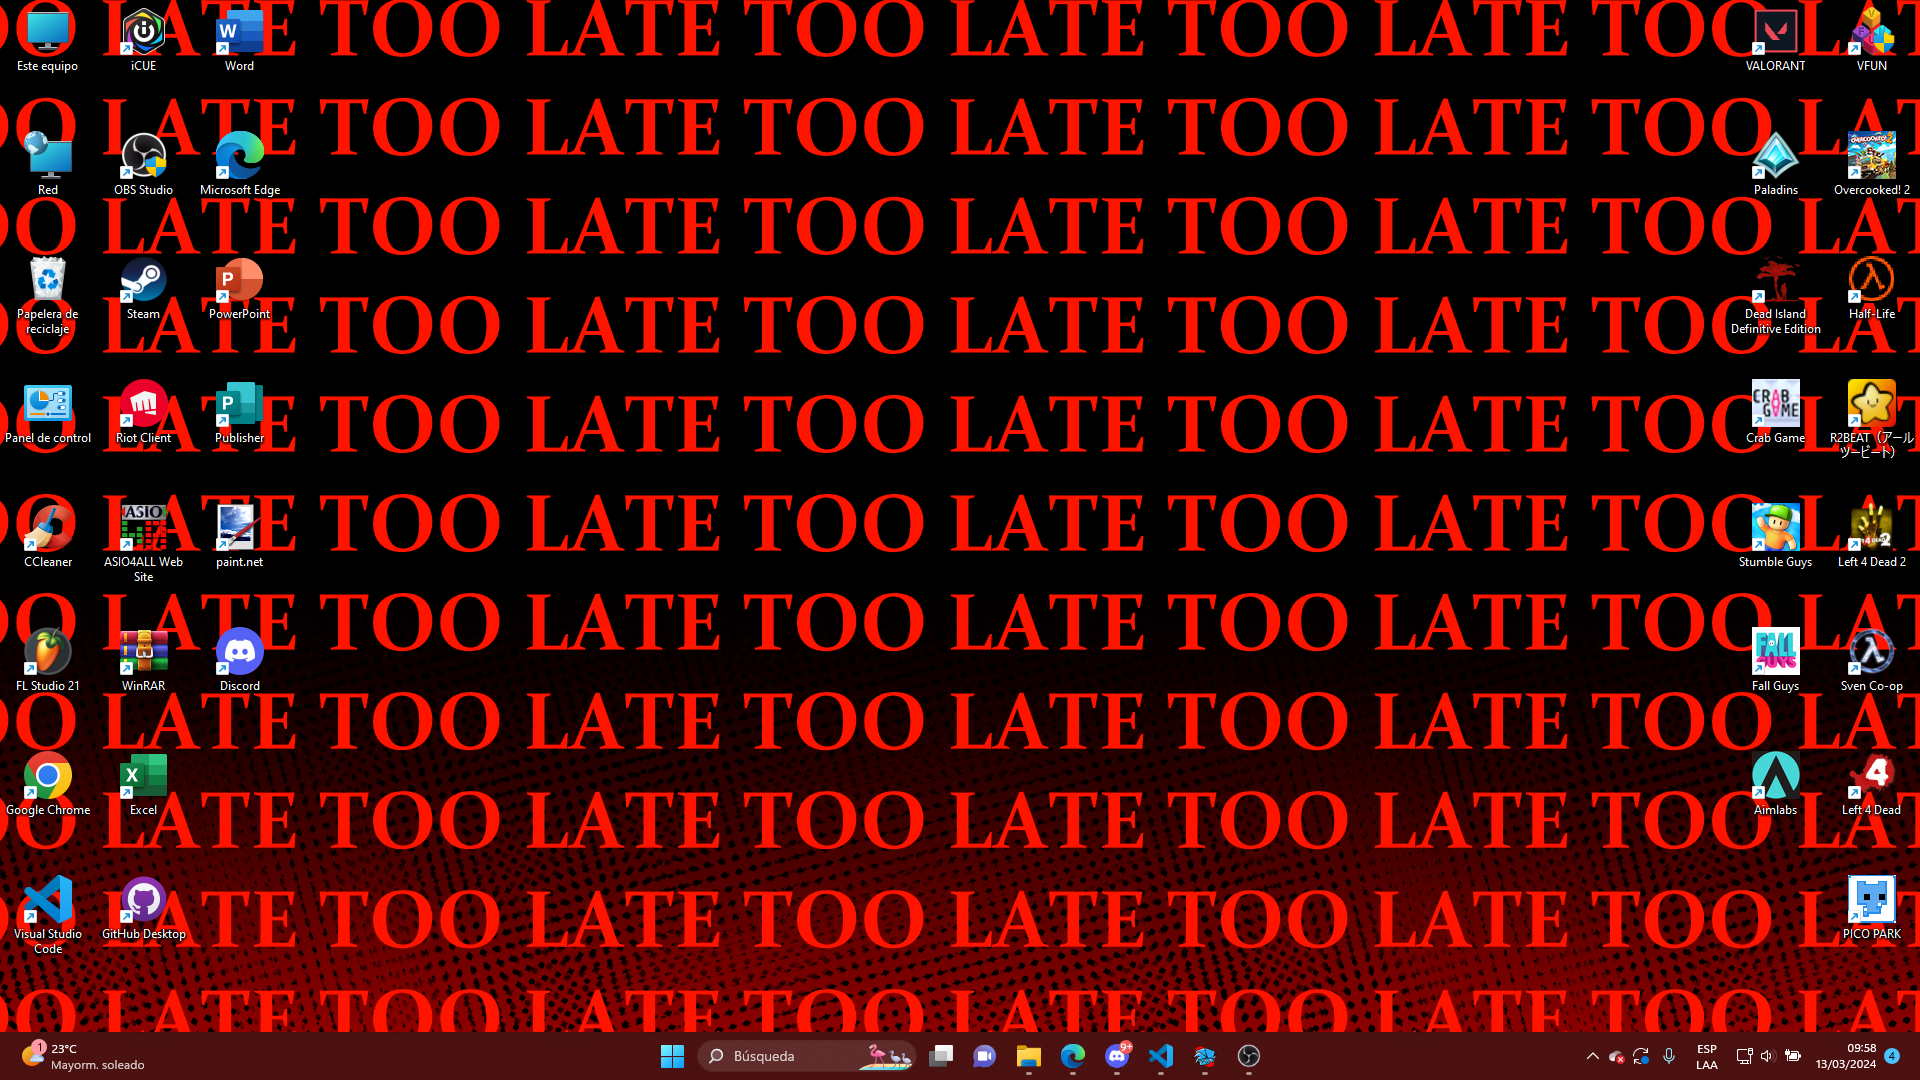 TOO LATE TOO LATE TOO LATE TOO LATE TOO LAT
OO LATE TOO LATE TOO LATE TOO LATE TOO LAT
OO LATE TOO LATE TOO LATE TOO LATE TOO LAT
OO LATE TOO LATE TOO LATE TOO LATE TOO LAT
OO LATE TOO LATE TOO LATE TOO LATE TOO LAT
OO LATE TOO LATE TOO LATE TOO LATE TOO LAT
OO LATE TOO LATE TOO LATE TOO LATE TOO LAT
OO LATE TOO LATE TOO LATE TOO LATE TOO LAT
OO LATE TOO LATE TOO LATE TOO LATE TOO LAT
OO LATE TOO LATE TOO LATE TOO LATE TOO LAT
OO LATE TOO LATE TOO LATE TOO LATE TOO LAT
Este equipo
iCUE
Word
VALORANT
VFUN
Red
OBS Studio
Microsoft Edge
Paladins
Overcooked! 2
Papelera de
reciclaje
Steam
PowerPoint
Dead Island
Definitive Edition
Half-Life
Panel de control
Riot Client
Publisher
CRAB
GAME
Crab Game
R2BEAT（アール
ツービート）
CCleaner
ASIO
ASIO4ALL Web
Site
paint.net
Stumble Guys
Left 4 Dead 2
FL Studio 21
WinRAR
Discord
FALL
GUYS
Fall Guys
Sven Co-op
Google Chrome
Excel
Aimlabs
Left 4 Dead
Visual Studio
Code
GitHub Desktop
PICO PARK
1
23°C
Mayorm. soleado
Búsqueda
9+
ESP
LAA
09:58
13/03/2024
4